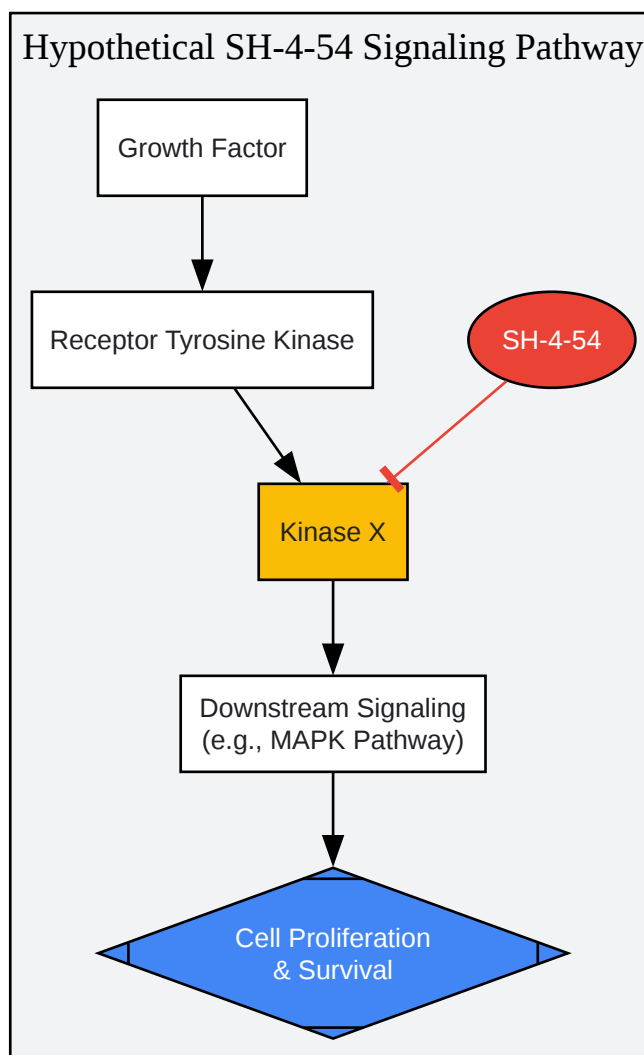 Hypothetical SH-4-54 Signaling Pathway
Growth Factor
Receptor Tyrosine Kinase
SH-4-54
Kinase X
Downstream Signaling
(e.g., MAPK Pathway)
Cell Proliferation
& Survival